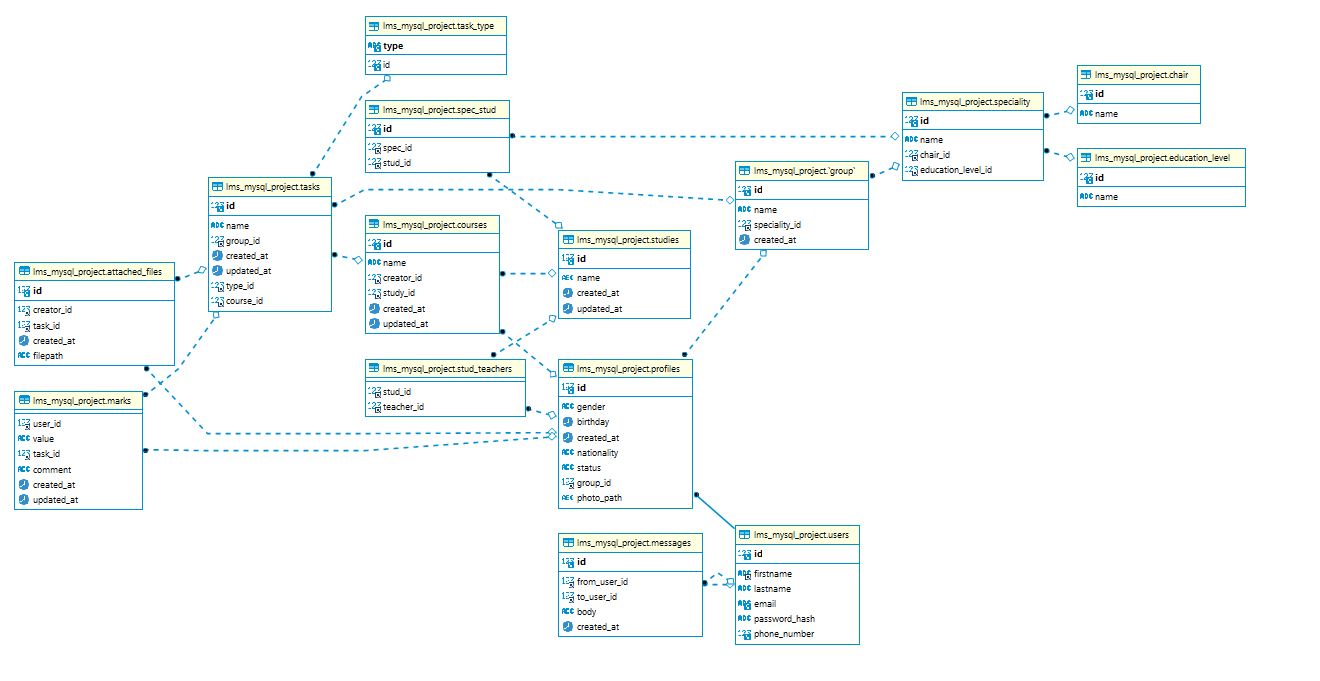 lms_mysql_project.task_type
type
id
lms_mysql_project.spec_stud
id
spec_id
stud_id
lms_mysql_project.speciality
id
name
chair_id
education_level_id
lms_mysql_project.chair
id
name
lms_mysql_project.education_level
id
name
lms_mysql_project.`group`
id
name
speciality_id
created_at
lms_mysql_project.tasks
id
name
group_id
created_at
updated_at
type_id
course_id
lms_mysql_project.courses
id
name
creator_id
study_id
created_at
updated_at
lms_mysql_project.studies
id
name
created_at
updated_at
lms_mysql_project.attached_files
id
creator_id
task_id
created_at
filepath
lms_mysql_project.stud_teachers
stud_id
teacher_id
lms_mysql_project.profiles
id
gender
birthday
created_at
nationality
status
group_id
photo_path
lms_mysql_project.marks
user_id
value
task_id
comment
created_at
updated_at
lms_mysql_project.messages
id
from_user_id
to_user_id
body
created_at
lms_mysql_project.users
id
firstname
lastname
email
password_hash
phone_number